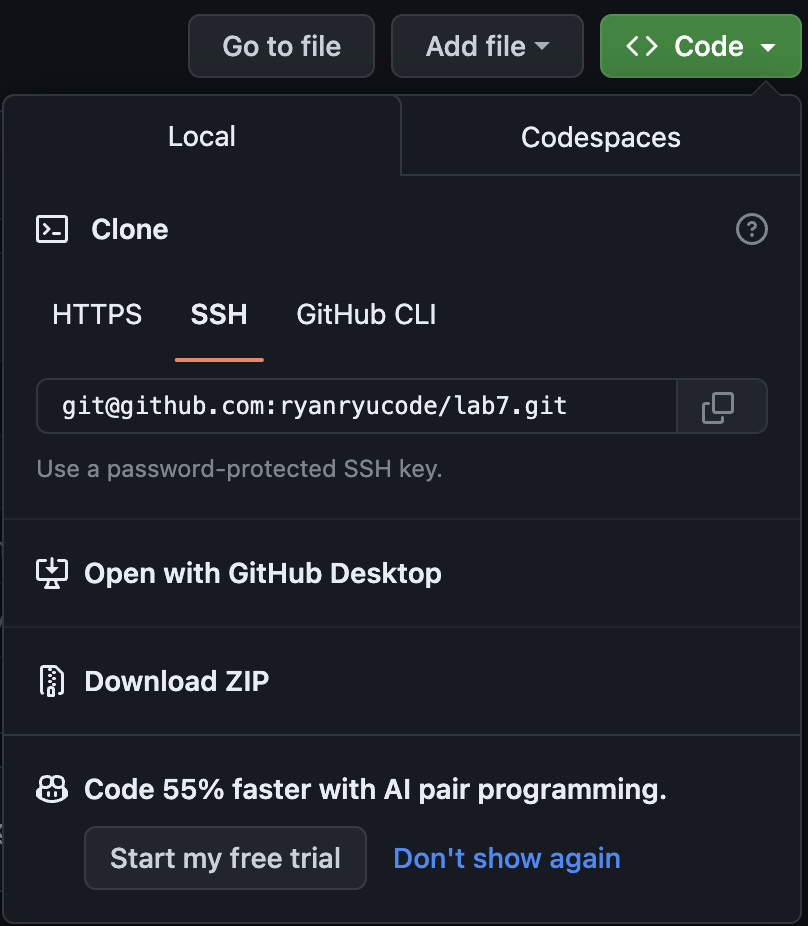 Go to file Add file <> Code
Local Codespaces
Clone
HTTPS SSH GitHub CLI
git@github.com:ryanryucode/lab7.git
Use a password-protected SSH key.
Open with GitHub Desktop
Download ZIP
Code 55% faster with AI pair programming.
Start my free trial Don't show again